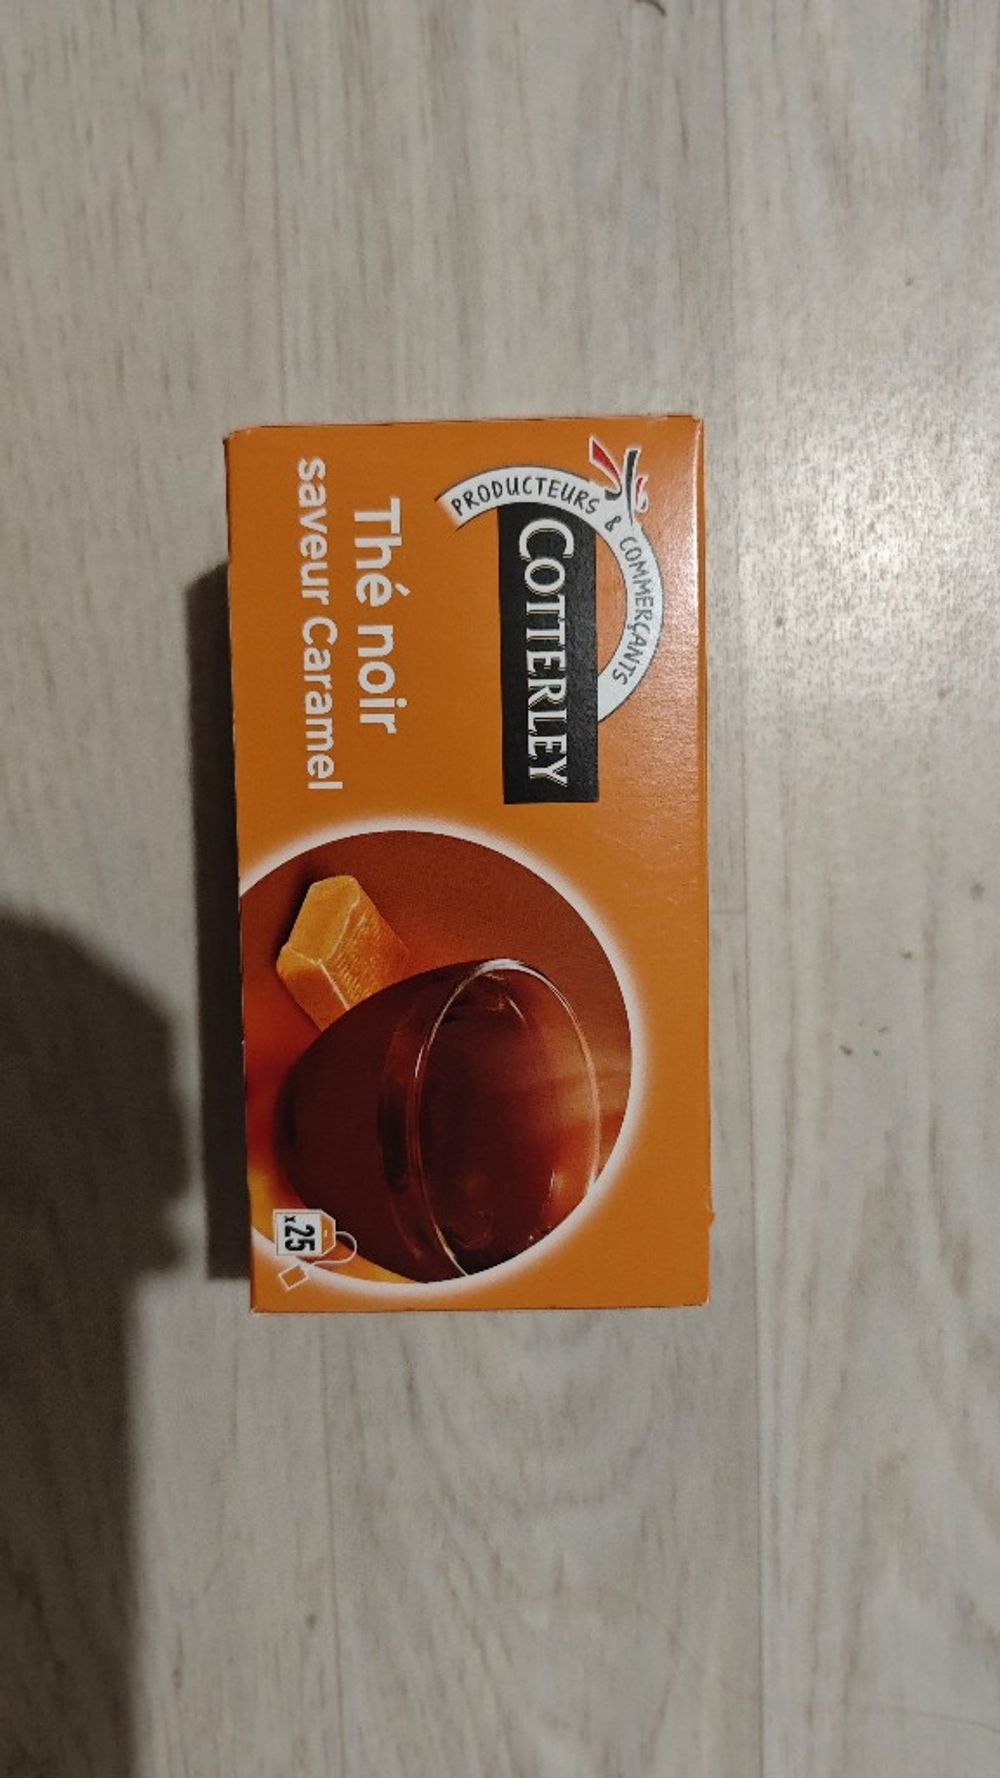 PRODUCTEURS & COMMERÇANTS
COTTERLEY
Thé noir
saveur Caramel
x25